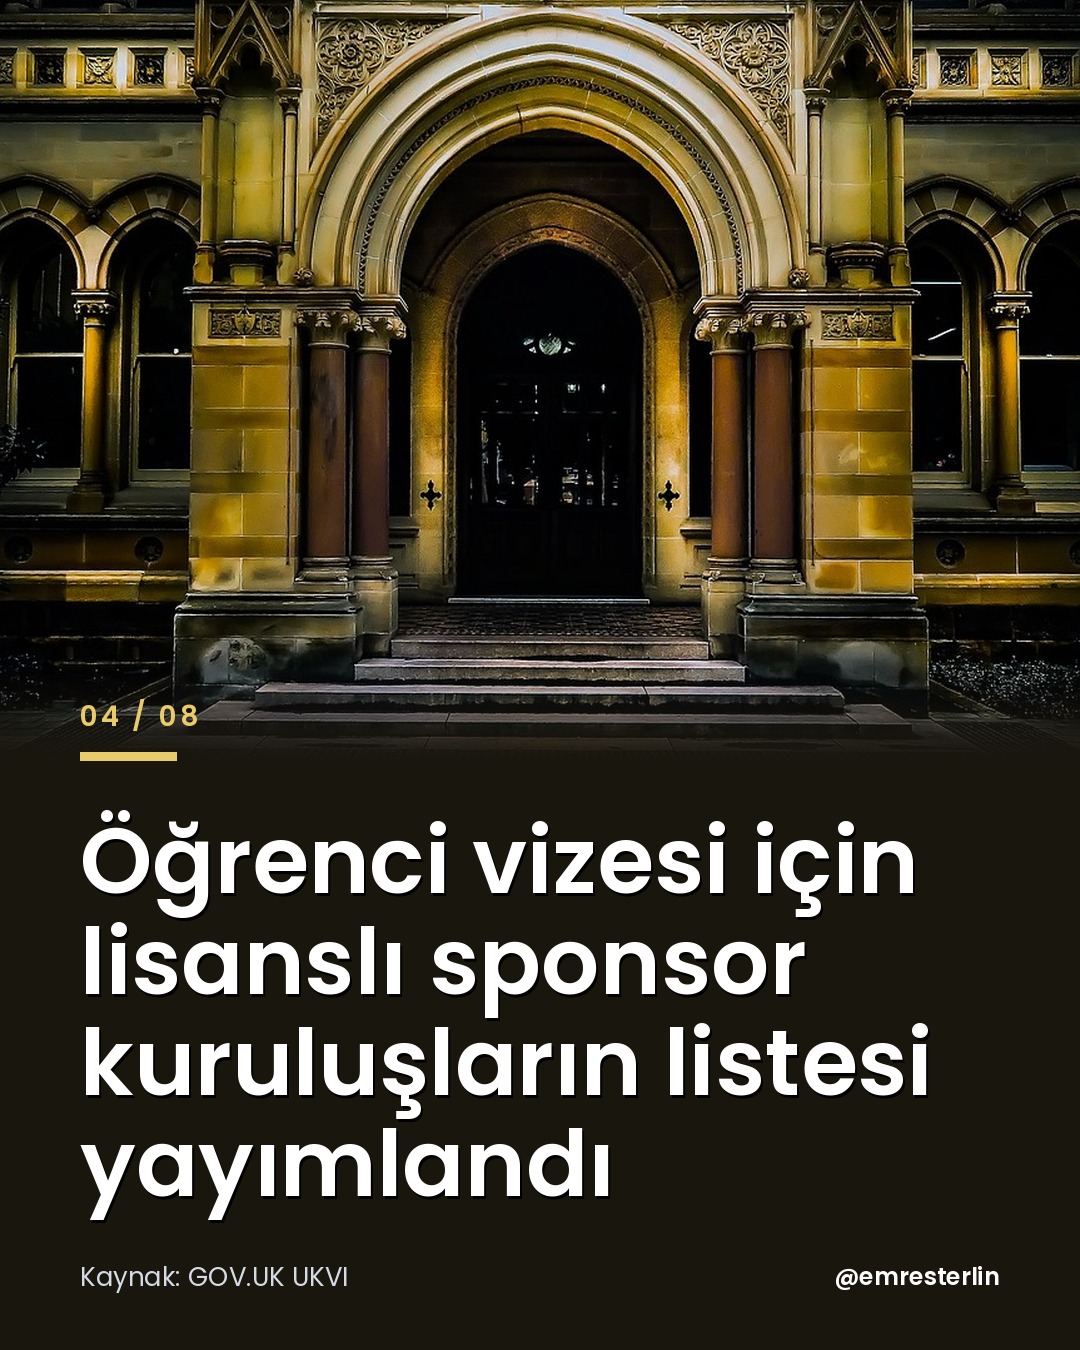 04 / 08
Öğrenci vizesi için
lisanslı sponsor
kuruluşların listesi
yayımlandı
Kaynak: GOV.UK UKVI
@emresterlin